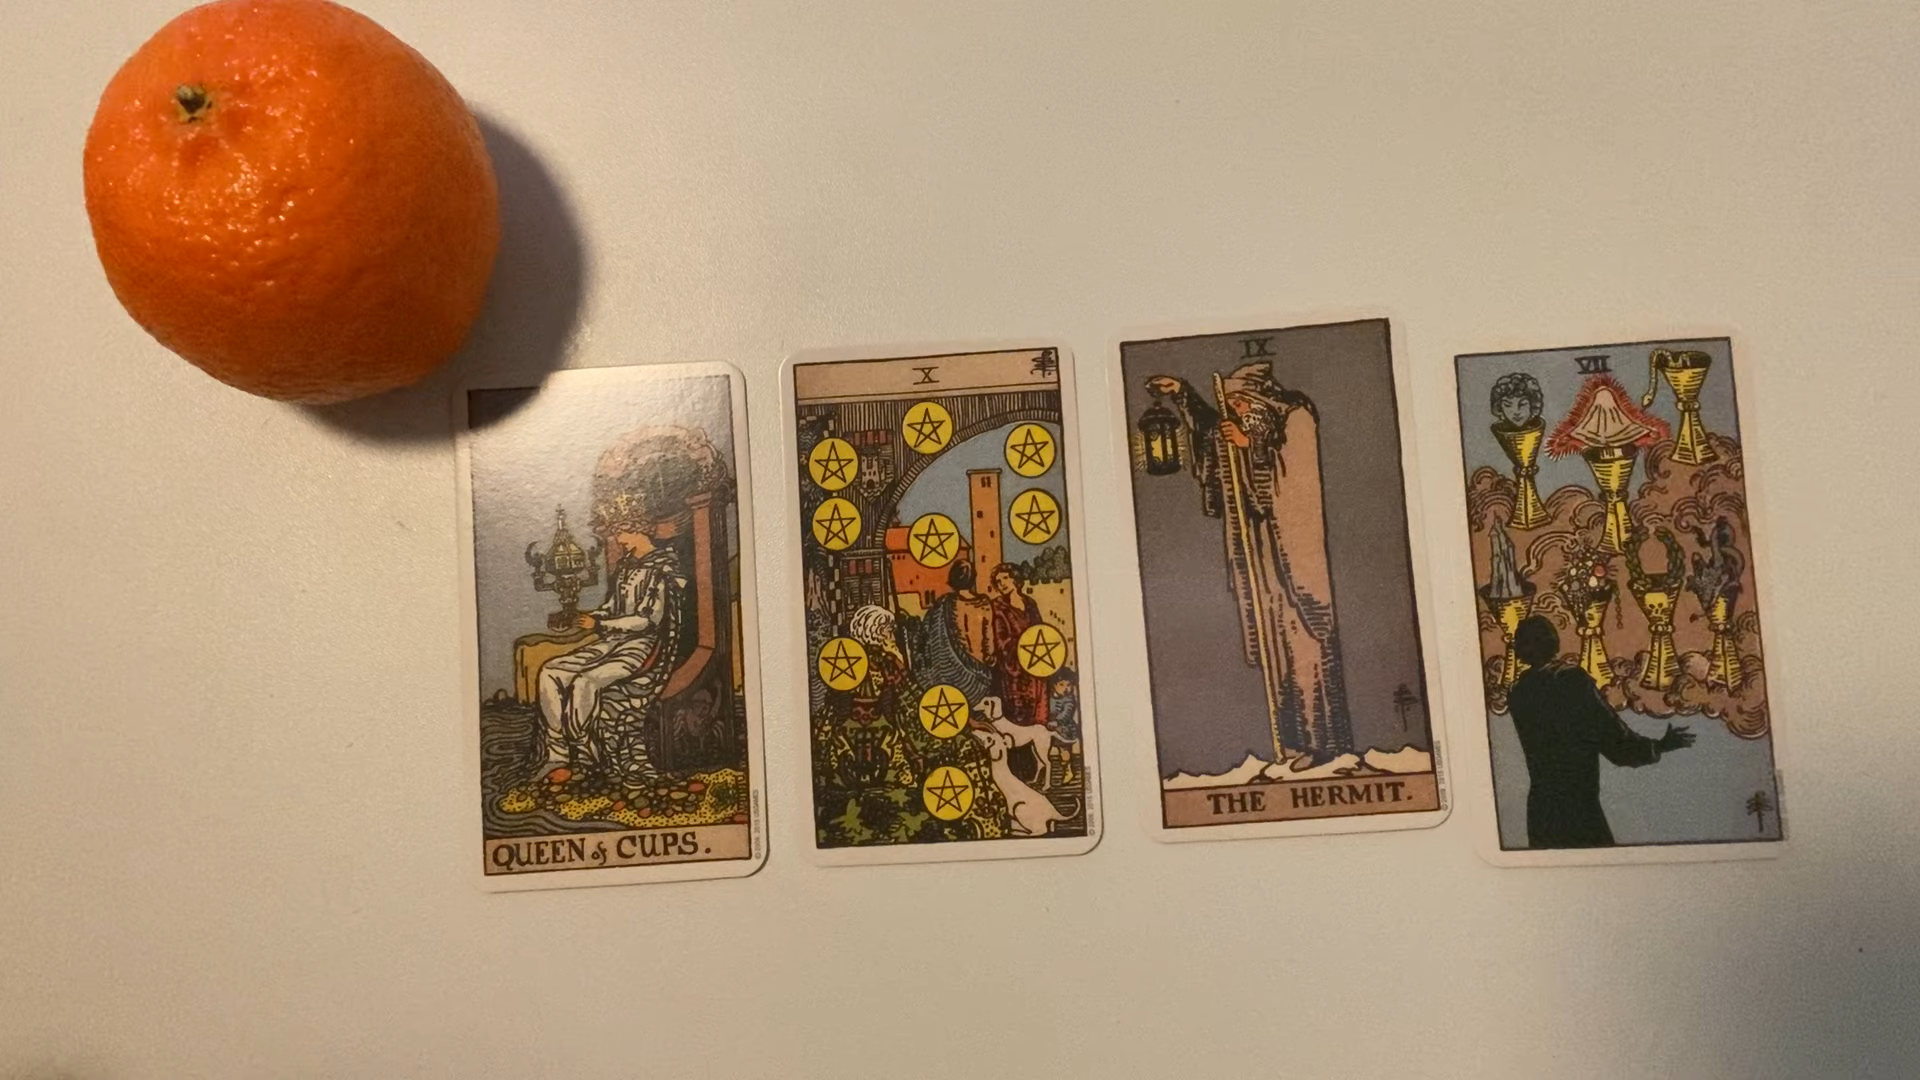 QUEEN of CUPS.
X
IX
THE HERMIT.
VII